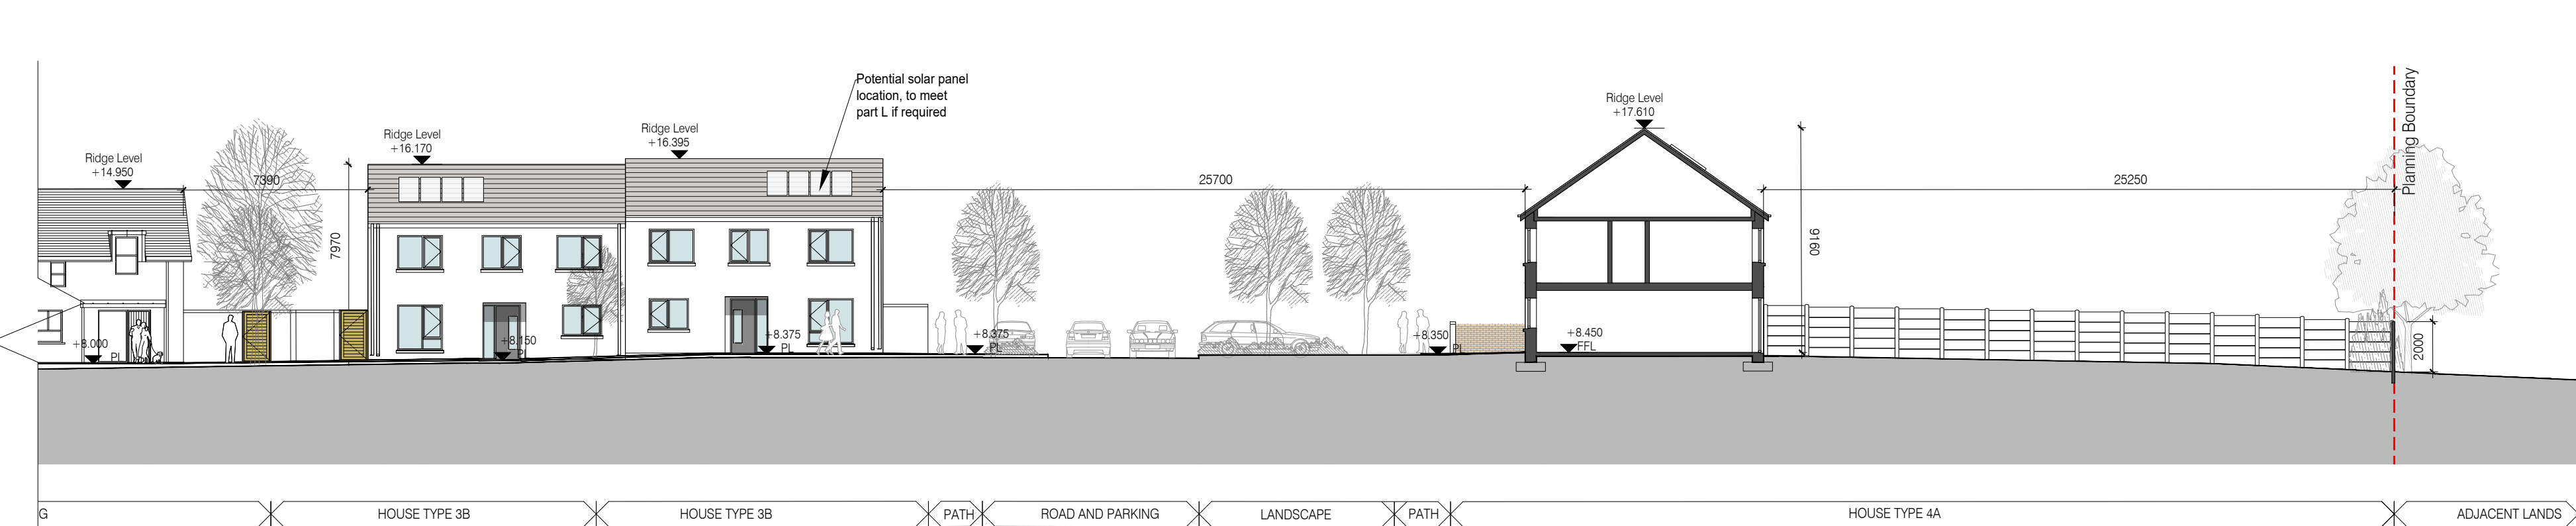 Potential solar panel
location, to meet
part L if required
Planning Boundary
Ridge Level
+17.610
Ridge Level
+16.395
Ridge Level
+16.170
Ridge Level
+14.950
7390
25700
25250
7970
9160
+8.000
PL
+8.150
PL
+8.375
PL
+8.375
PL
+8.350
PL
+8.450
FFL
2000
G
HOUSE TYPE 3B
HOUSE TYPE 3B
PATH
ROAD AND PARKING
LANDSCAPE
PATH
HOUSE TYPE 4A
ADJACENT LANDS